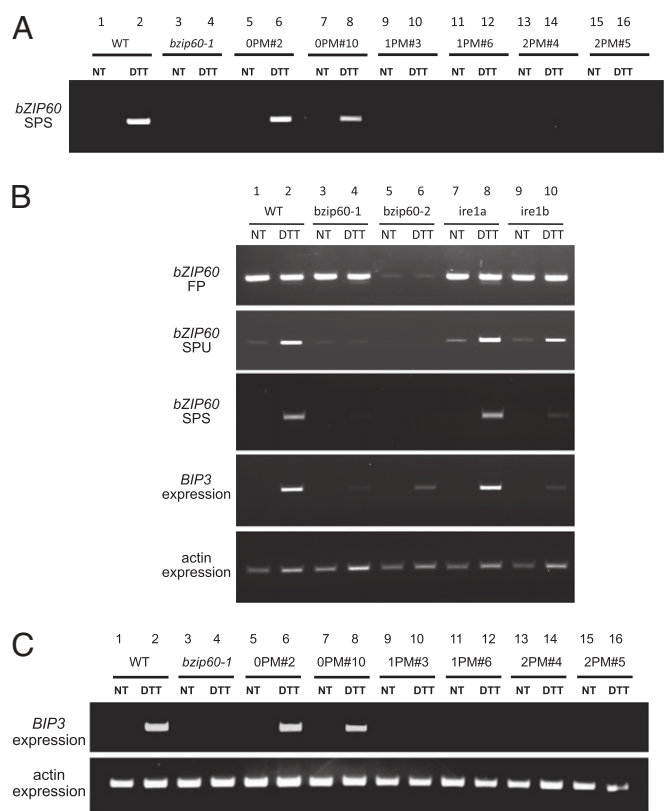 A
1 2 3 4 5 6 7 8 9 10 11 12 13 14 15 16
WT bzip60-1 0PM#2 0PM#10 1PM#3 1PM#6 2PM#4 2PM#5
NT DTT NT DTT NT DTT NT DTT NT DTT NT DTT NT DTT NT DTT
bZIP60
SPS
B
1 2 3 4 5 6 7 8 9 10
WT bzip60-1 bzip60-2 ire1a ire1b
NT DTT NT DTT NT DTT NT DTT NT DTT
bZIP60
FP
bZIP60
SPU
bZIP60
SPS
BIP3
expression
actin
expression
C
1 2 3 4 5 6 7 8 9 10 11 12 13 14 15 16
WT bzip60-1 0PM#2 0PM#10 1PM#3 1PM#6 2PM#4 2PM#5
NT DTT NT DTT NT DTT NT DTT NT DTT NT DTT NT DTT NT DTT
BIP3
expression
actin
expression